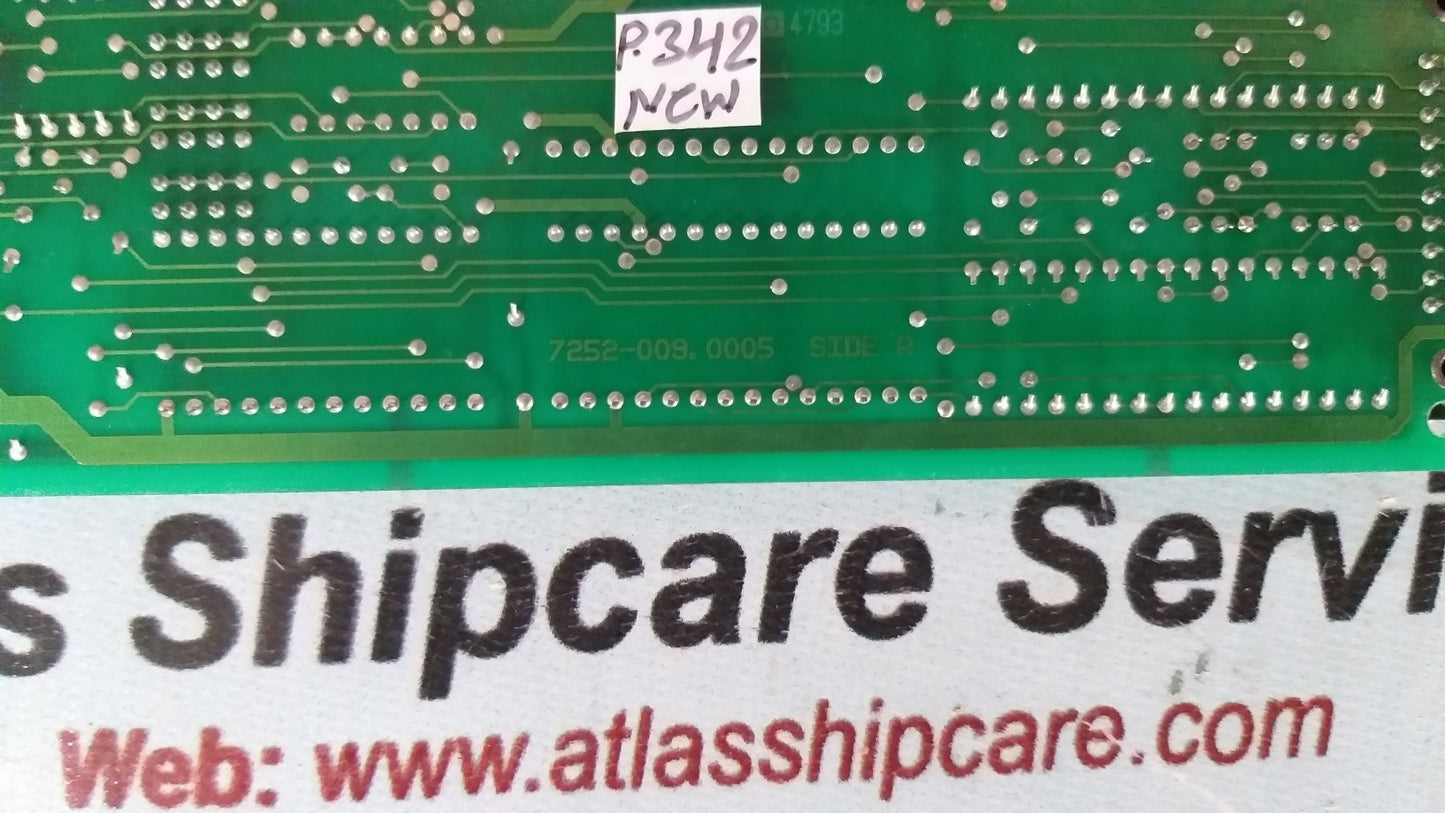 4793
P.342
NEW
7252-009.0005 SIDE A
s Shipcare Servi
Web: www.atlasshipcare.com